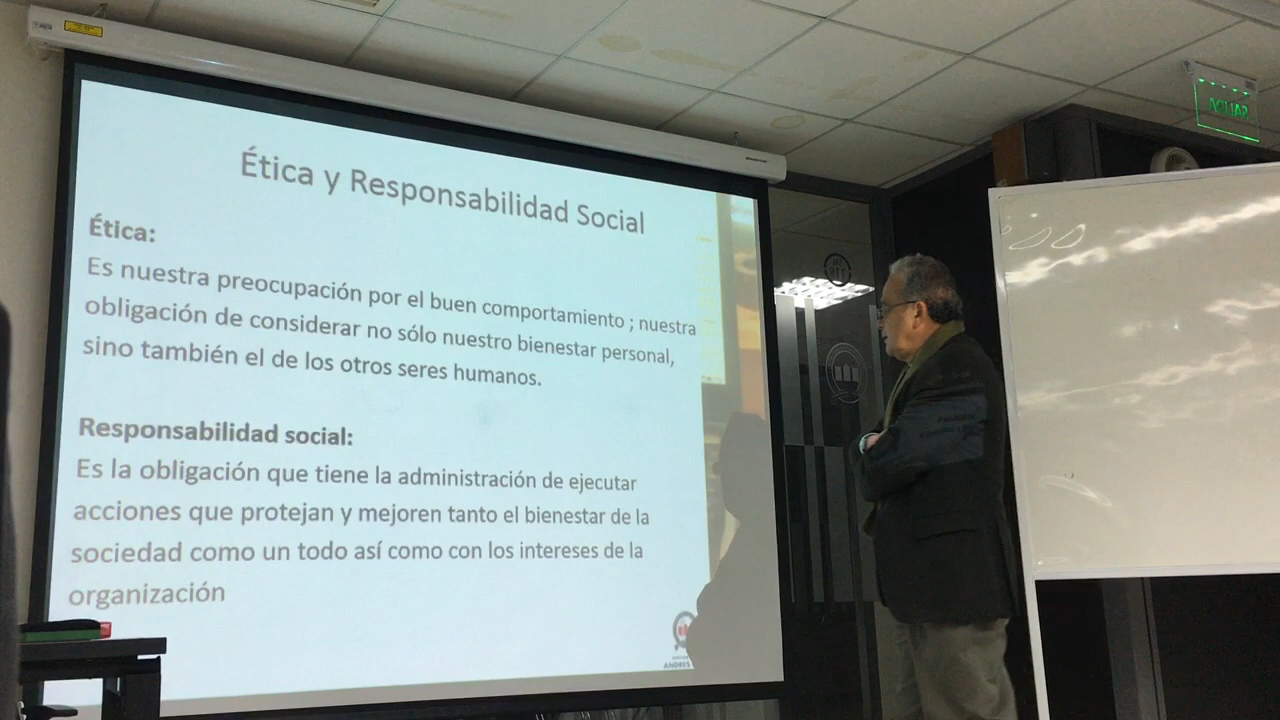 Ética y Responsabilidad Social
Ética:
Es nuestra preocupación por el buen comportamiento ; nuestra
obligación de considerar no sólo nuestro bienestar personal,
sino también el de los otros seres humanos.
Responsabilidad social:
Es la obligación que tiene la administración de ejecutar
acciones que protejan y mejoren tanto el bienestar de la
sociedad como un todo así como con los intereses de la
organización
ANDRES
SALIDA